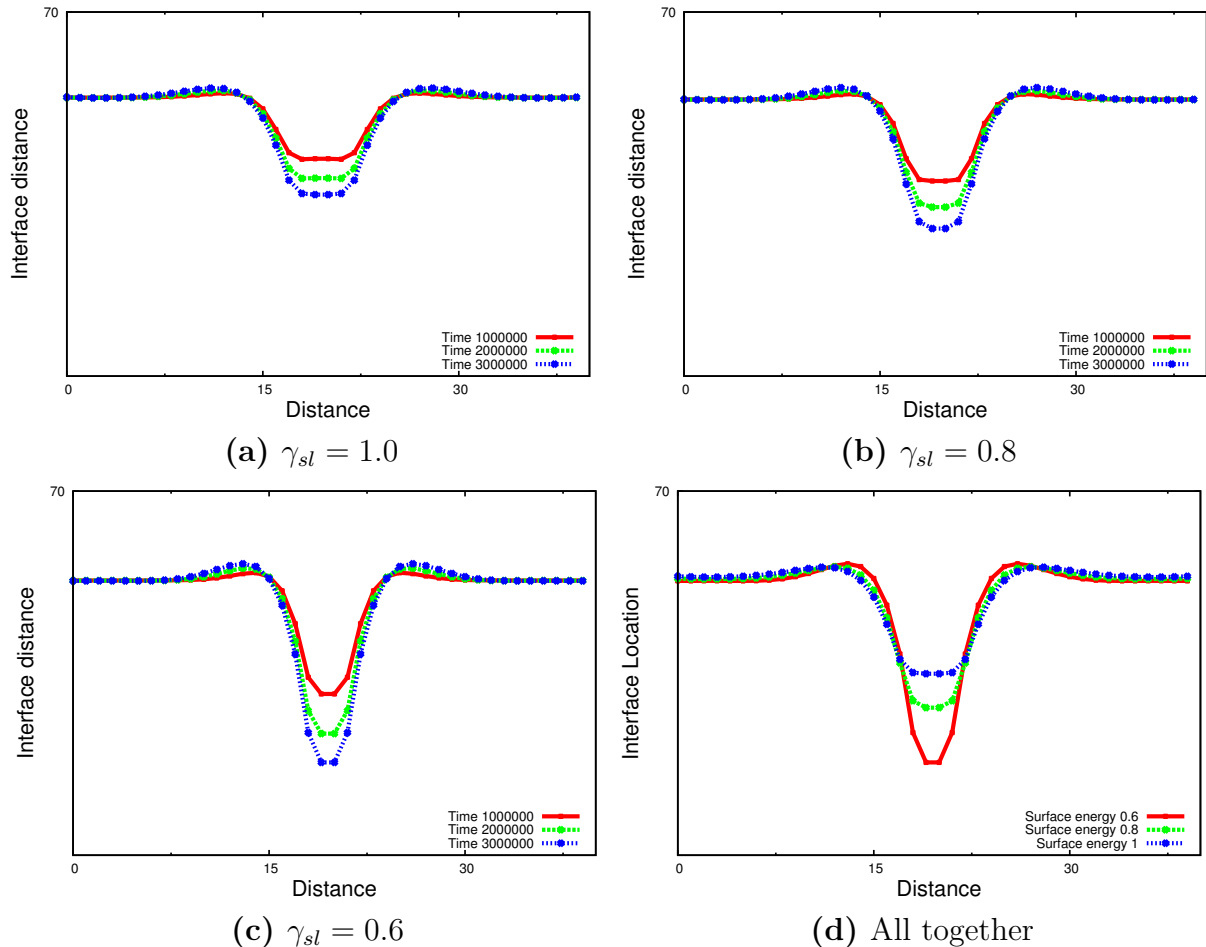 70
Interface distance
Time 1000000
Time 2000000
Time 3000000
0
15
30
Distance
(a) γsl = 1.0
70
Interface distance
Time 1000000
Time 2000000
Time 3000000
0
15
30
Distance
(b) γsl = 0.8
70
Interface distance
Time 1000000
Time 2000000
Time 3000000
0
15
30
Distance
(c) γsl = 0.6
70
Interface Location
Surface energy 0.6
Surface energy 0.8
Surface energy 1
0
15
30
Distance
(d) All together